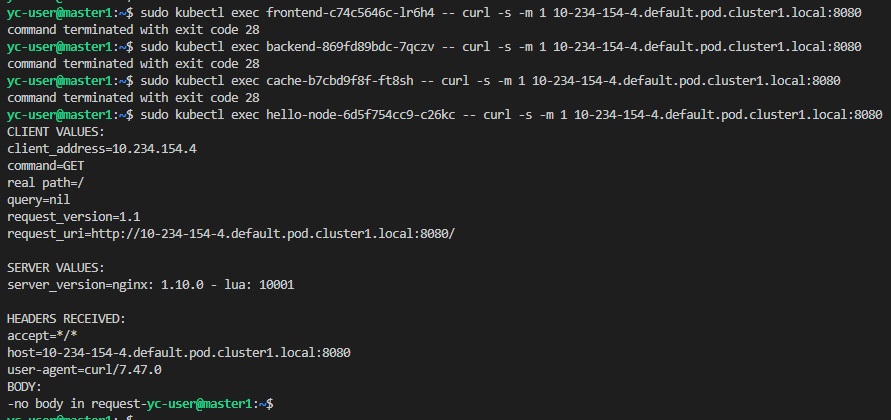 yc-user@master1:~$ sudo kubectl exec frontend-c74c5646c-lr6h4 -- curl -s -m 1 10-234-154-4.default.pod.cluster1.local:8080
command terminated with exit code 28
yc-user@master1:~$ sudo kubectl exec backend-869fd89bdc-7qczv -- curl -s -m 1 10-234-154-4.default.pod.cluster1.local:8080
command terminated with exit code 28
yc-user@master1:~$ sudo kubectl exec cache-b7cbd9f8f-ft8sh -- curl -s -m 1 10-234-154-4.default.pod.cluster1.local:8080
command terminated with exit code 28
yc-user@master1:~$ sudo kubectl exec hello-node-6d5f754cc9-c26kc -- curl -s -m 1 10-234-154-4.default.pod.cluster1.local:8080
CLIENT VALUES:
client_address=10.234.154.4
command=GET
real path=/
query=nil
request_version=1.1
request_uri=http://10-234-154-4.default.pod.cluster1.local:8080/
SERVER VALUES:
server_version=nginx: 1.10.0 - lua: 10001
HEADERS RECEIVED:
accept=*/*
host=10-234-154-4.default.pod.cluster1.local:8080
user-agent=curl/7.47.0
BODY:
-no body in request-yc-user@master1:~$
yc-user@master1:~$